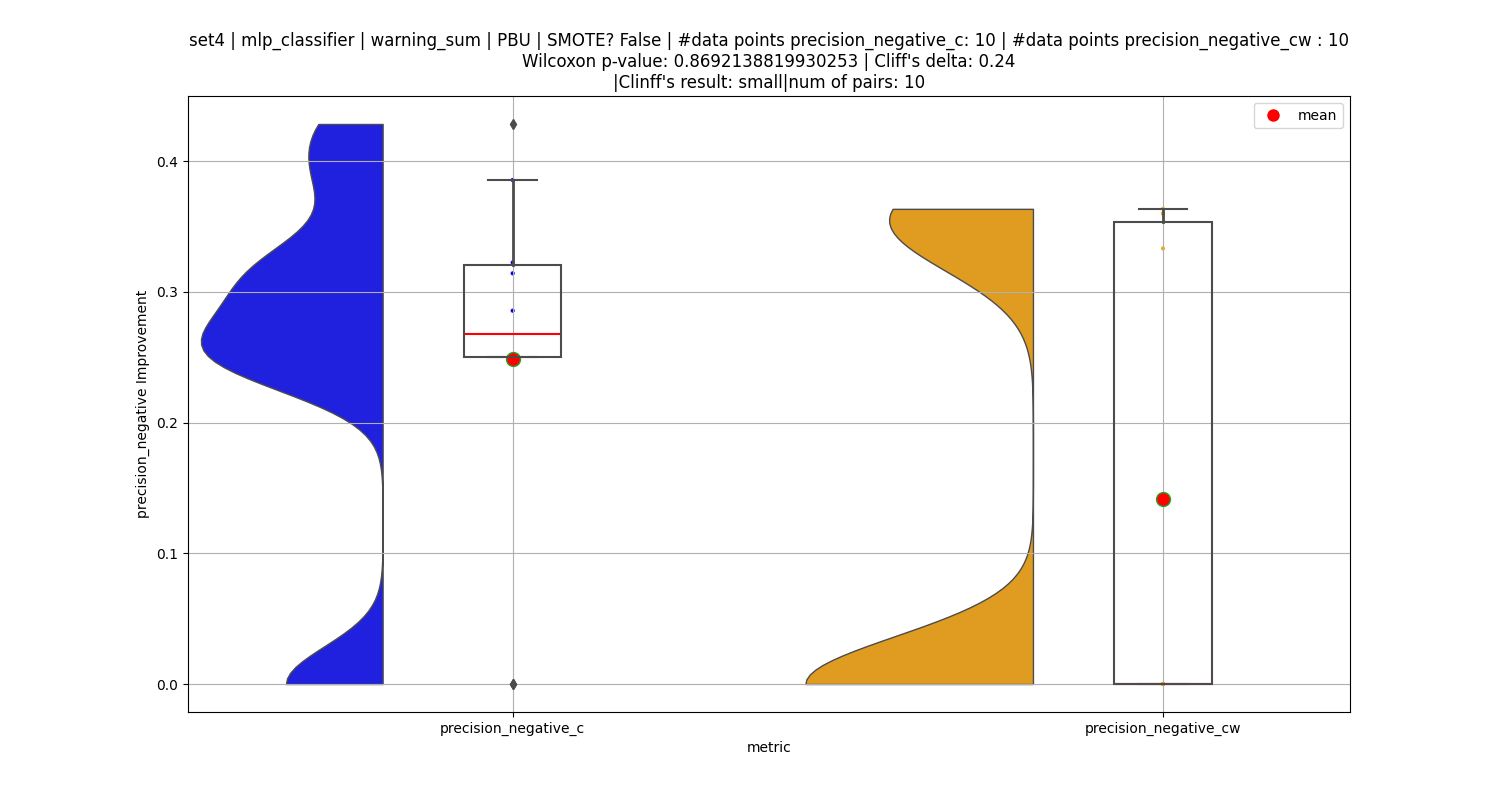 set4 | mlp_classifier | warning_sum | PBU | SMOTE? False | #data points precision_negative_c: 10 | #data points precision_negative_cw : 10
Wilcoxon p-value: 0.8692138819930253 | Cliff's delta: 0.24
|Clinff's result: small|num of pairs: 10
mean
0.4
0.3
0.2
0.1
0.0
precision_negative Improvement
precision_negative_c
precision_negative_cw
metric